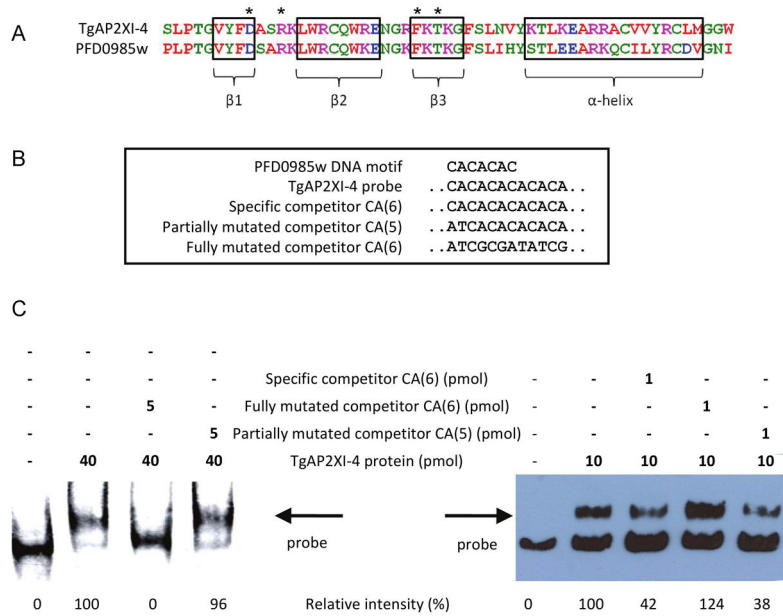 A
* * * *
TgAP2XI-4 SLPTGVYFDASRKLWRCQWRENGRFKTKGFSLNVYKTLKEARRACVVYRCLMGGW
PFD0985w PLPTGVYFDSARKLWRCQWKENGKFKTKGFSLIHYSTLEEARKQCILYRCDVGNI
β1 β2 β3 α-helix
B
PFD0985w DNA motif CACACAC
TgAP2XI-4 probe ..CACACACACACA..
Specific competitor CA(6) ..CACACACACACA..
Partially mutated competitor CA(5) ..ATCACACACACA..
Fully mutated competitor CA(6) ..ATCGCGATATCG..
C
- - - -
- - - - Specific competitor CA(6) (pmol) - - 1 - -
- - 5 - Fully mutated competitor CA(6) (pmol) - - - 1 -
- - - 5 Partially mutated competitor CA(5) (pmol) - - - - 1
- 40 40 40 TgAP2XI-4 protein (pmol) - 10 10 10 10
probe probe
0 100 0 96 Relative intensity (%) 0 100 42 124 38